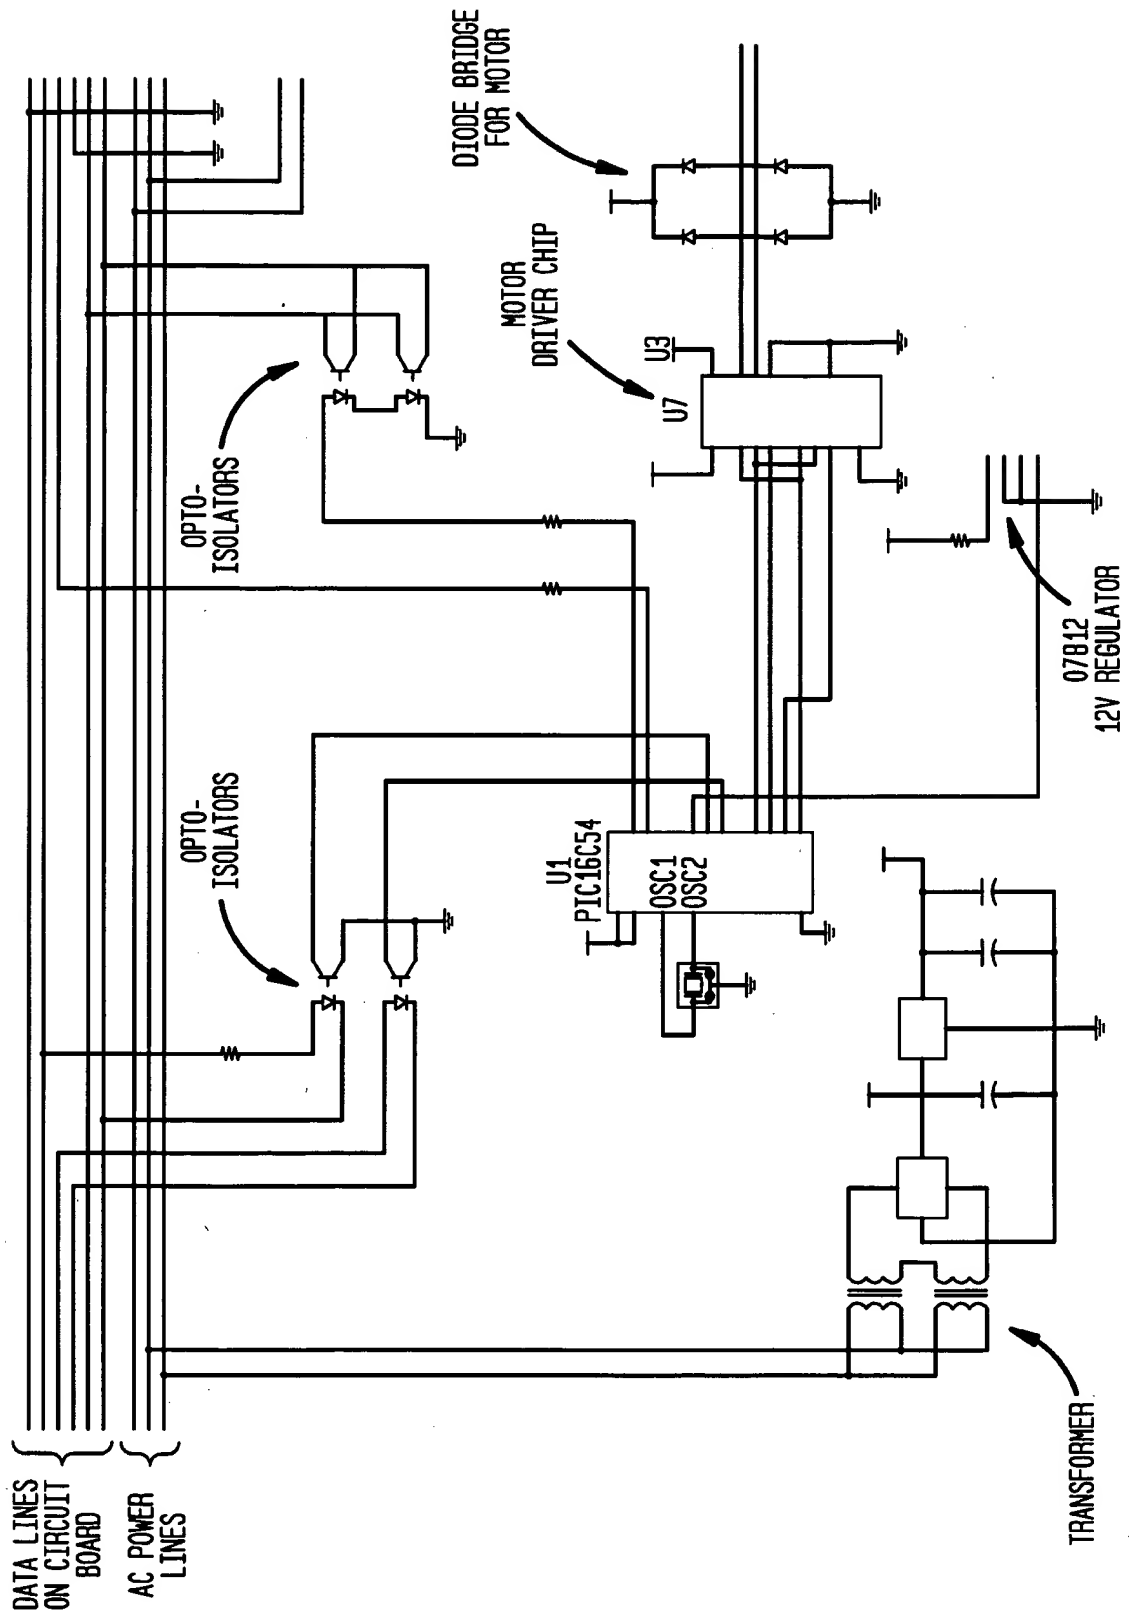 DATA LINES
ON CIRCUIT
BOARD
AC POWER
LINES
OPTO-
ISOLATORS
OPTO-
ISOLATORS
DIODE BRIDGE
FOR MOTOR
MOTOR
DRIVER CHIP
U3
U7
U1
PIC16C54
OSC1
OSC2
07812
12V REGULATOR
TRANSFORMER